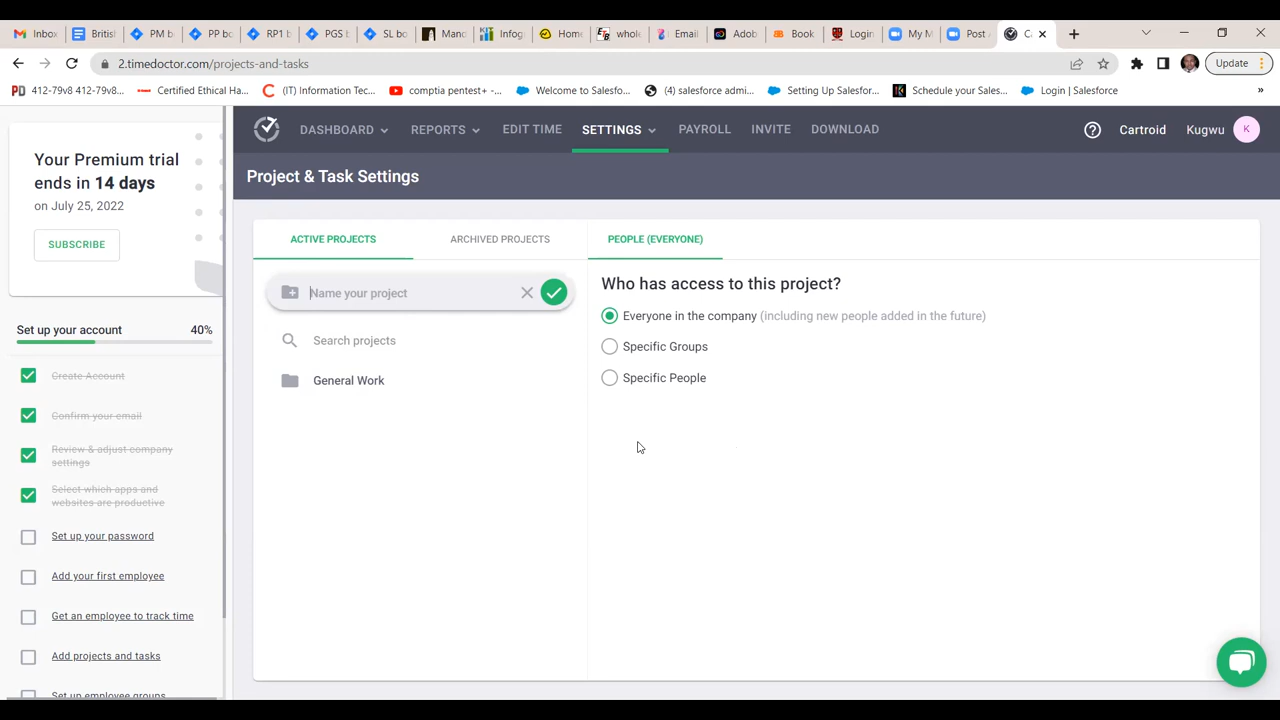 Inbox
British
PM b
PP bo
RP1 b
PGS b
SL bo
Mano
KIT
Infog
Home
ETB
whole
Email
Adob
Book
Login
My M
Post
C
Update
2.timedoctor.com/projects-and-tasks
PD 412-79v8 412-79v8...
Certified Ethical Ha...
(IT) Information Tec...
comptia pentest+ -...
Welcome to Salesfo...
(4) salesforce admi...
Setting Up Salesfor...
Schedule your Sales...
Login | Salesforce
»
Your Premium trial
ends in 14 days
on July 25, 2022
SUBSCRIBE
Set up your account 40%
Create Account
Confirm your email
Review & adjust company
settings
Select which apps and
websites are productive
Set up your password
Add your first employee
Get an employee to track time
Add projects and tasks
Set up employee groups
DASHBOARD
REPORTS
EDIT TIME
SETTINGS
PAYROLL
INVITE
DOWNLOAD
Cartroid
Kugwu
K
Project & Task Settings
ACTIVE PROJECTS
ARCHIVED PROJECTS
PEOPLE (EVERYONE)
Name your project
Search projects
General Work
Who has access to this project?
Everyone in the company (including new people added in the future)
Specific Groups
Specific People